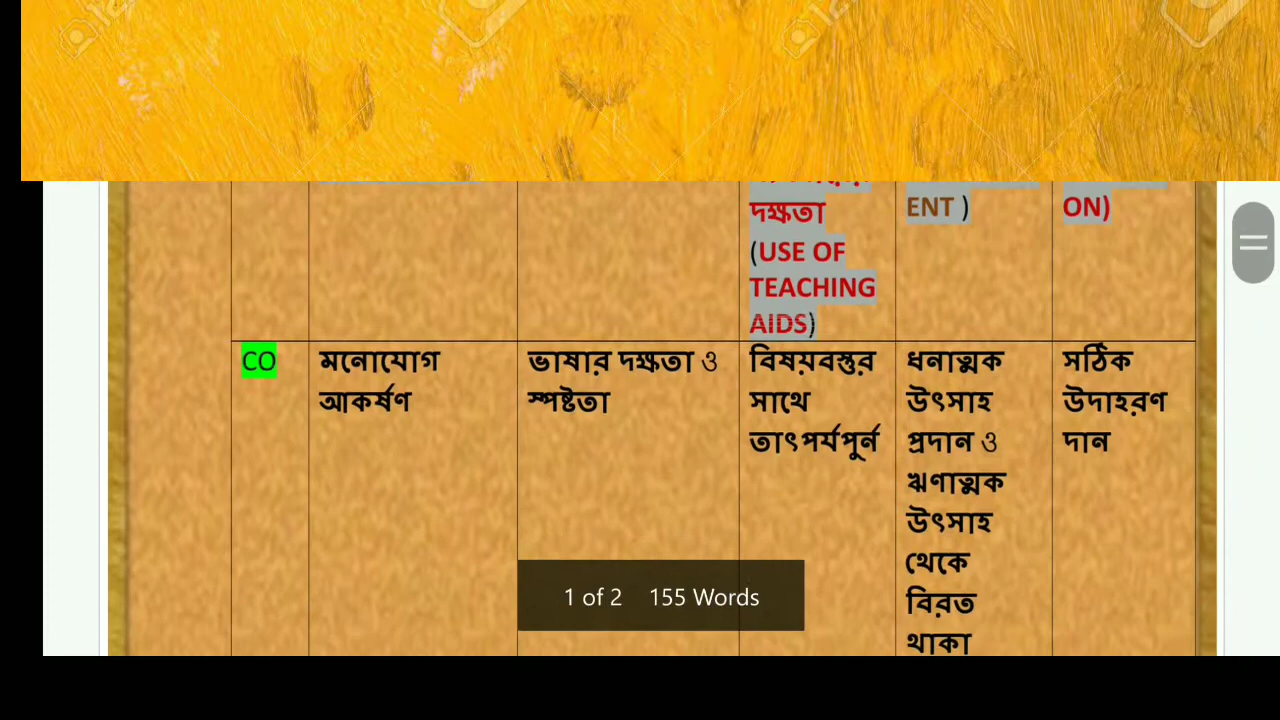 দক্ষতা
(USE OF
TEACHING
AIDS)
ENT )
ON)
CO
মনোযোগ
আকর্ষণ
ভাষার দক্ষতা ও
স্পষ্টতা
বিষয়বস্তুর
সাথে
তাৎপর্যপুর্ন
ধনাত্মক
উৎসাহ
প্রদান ও
ঋণাত্মক
উৎসাহ
থেকে
বিরত
থাকা
সঠিক
উদাহরণ
দান
1 of 2 155 Words